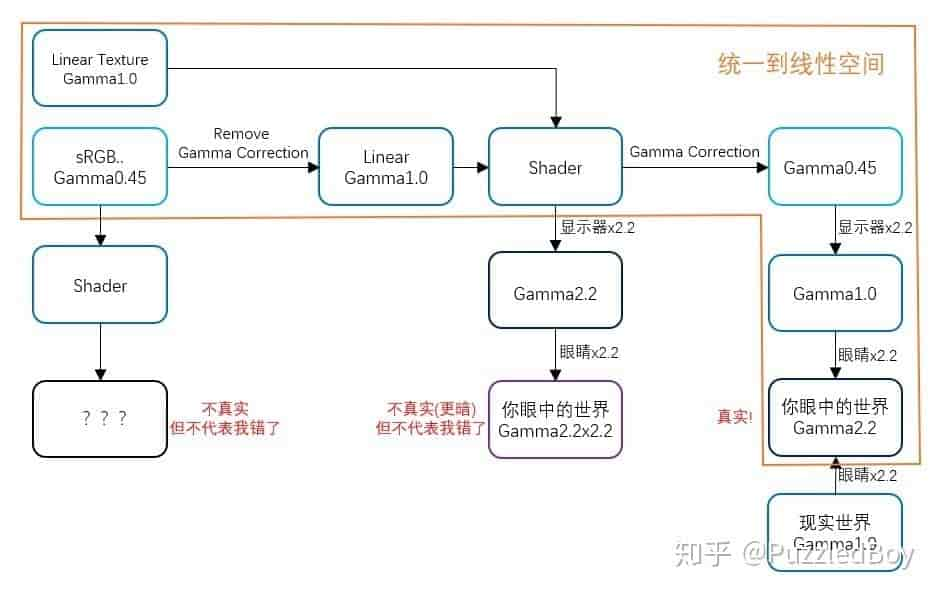 Linear Texture
Gamma1.0
统一到线性空间
sRGB..
Gamma0.45
Remove
Gamma Correction
Linear
Gamma1.0
Shader
Gamma Correction
Gamma0.45
显示器x2.2
显示器x2.2
Shader
Gamma2.2
Gamma1.0
眼睛x2.2
眼睛x2.2
？？？
不真实
但不代表我错了
不真实(更暗)
但不代表我错了
你眼中的世界
Gamma2.2x2.2
真实!
你眼中的世界
Gamma2.2
眼睛x2.2
现实世界
Gamma1.0
知乎 @PuzzledBoy